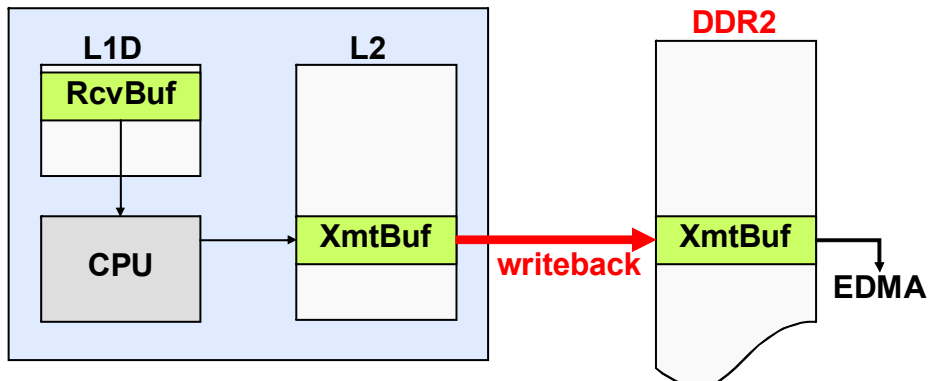 DDR2
L1D
L2
RcvBuf
CPU
XmtBuf
writeback
XmtBuf
EDMA